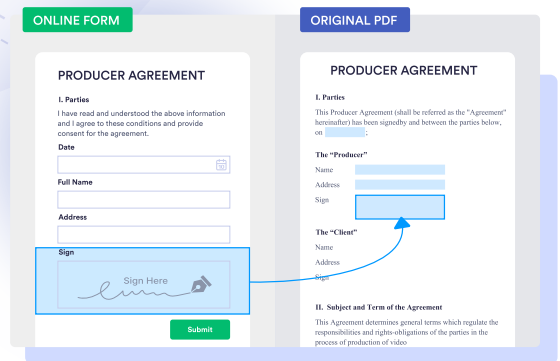 ONLINE FORM
PRODUCER AGREEMENT
I. Parties
I have read and understood the above information
and I agree to these conditions and provide
consent for the agreement.
Date
Full Name
Address
Sign
Sign Here
Submit
ORIGINAL PDF
PRODUCER AGREEMENT
I. Parties
This Producer Agreement (shall be referred as the "Agreement"
hereinafter) has been signedby and between the parties below,
on ;
The “Producer”
Name
Address
Sign
The “Client”
Name
Address
Sign
II. Subject and Term of the Agreement
This Agreement determines general terms which regulate the
responsibilities and rights-obligations of the parties in the
process of production of video